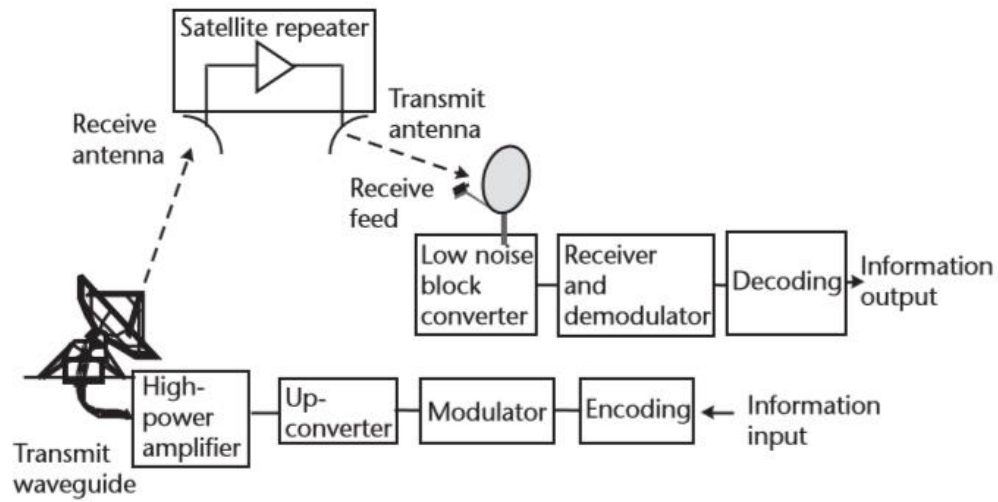 Satellite repeater
Receive
antenna
Transmit
antenna
Receive
feed
Low noise
block
converter
Receiver
and
demodulator
Decoding
Information
output
High-
power
amplifier
Up-
converter
Modulator
Encoding
Information
input
Transmit
waveguide